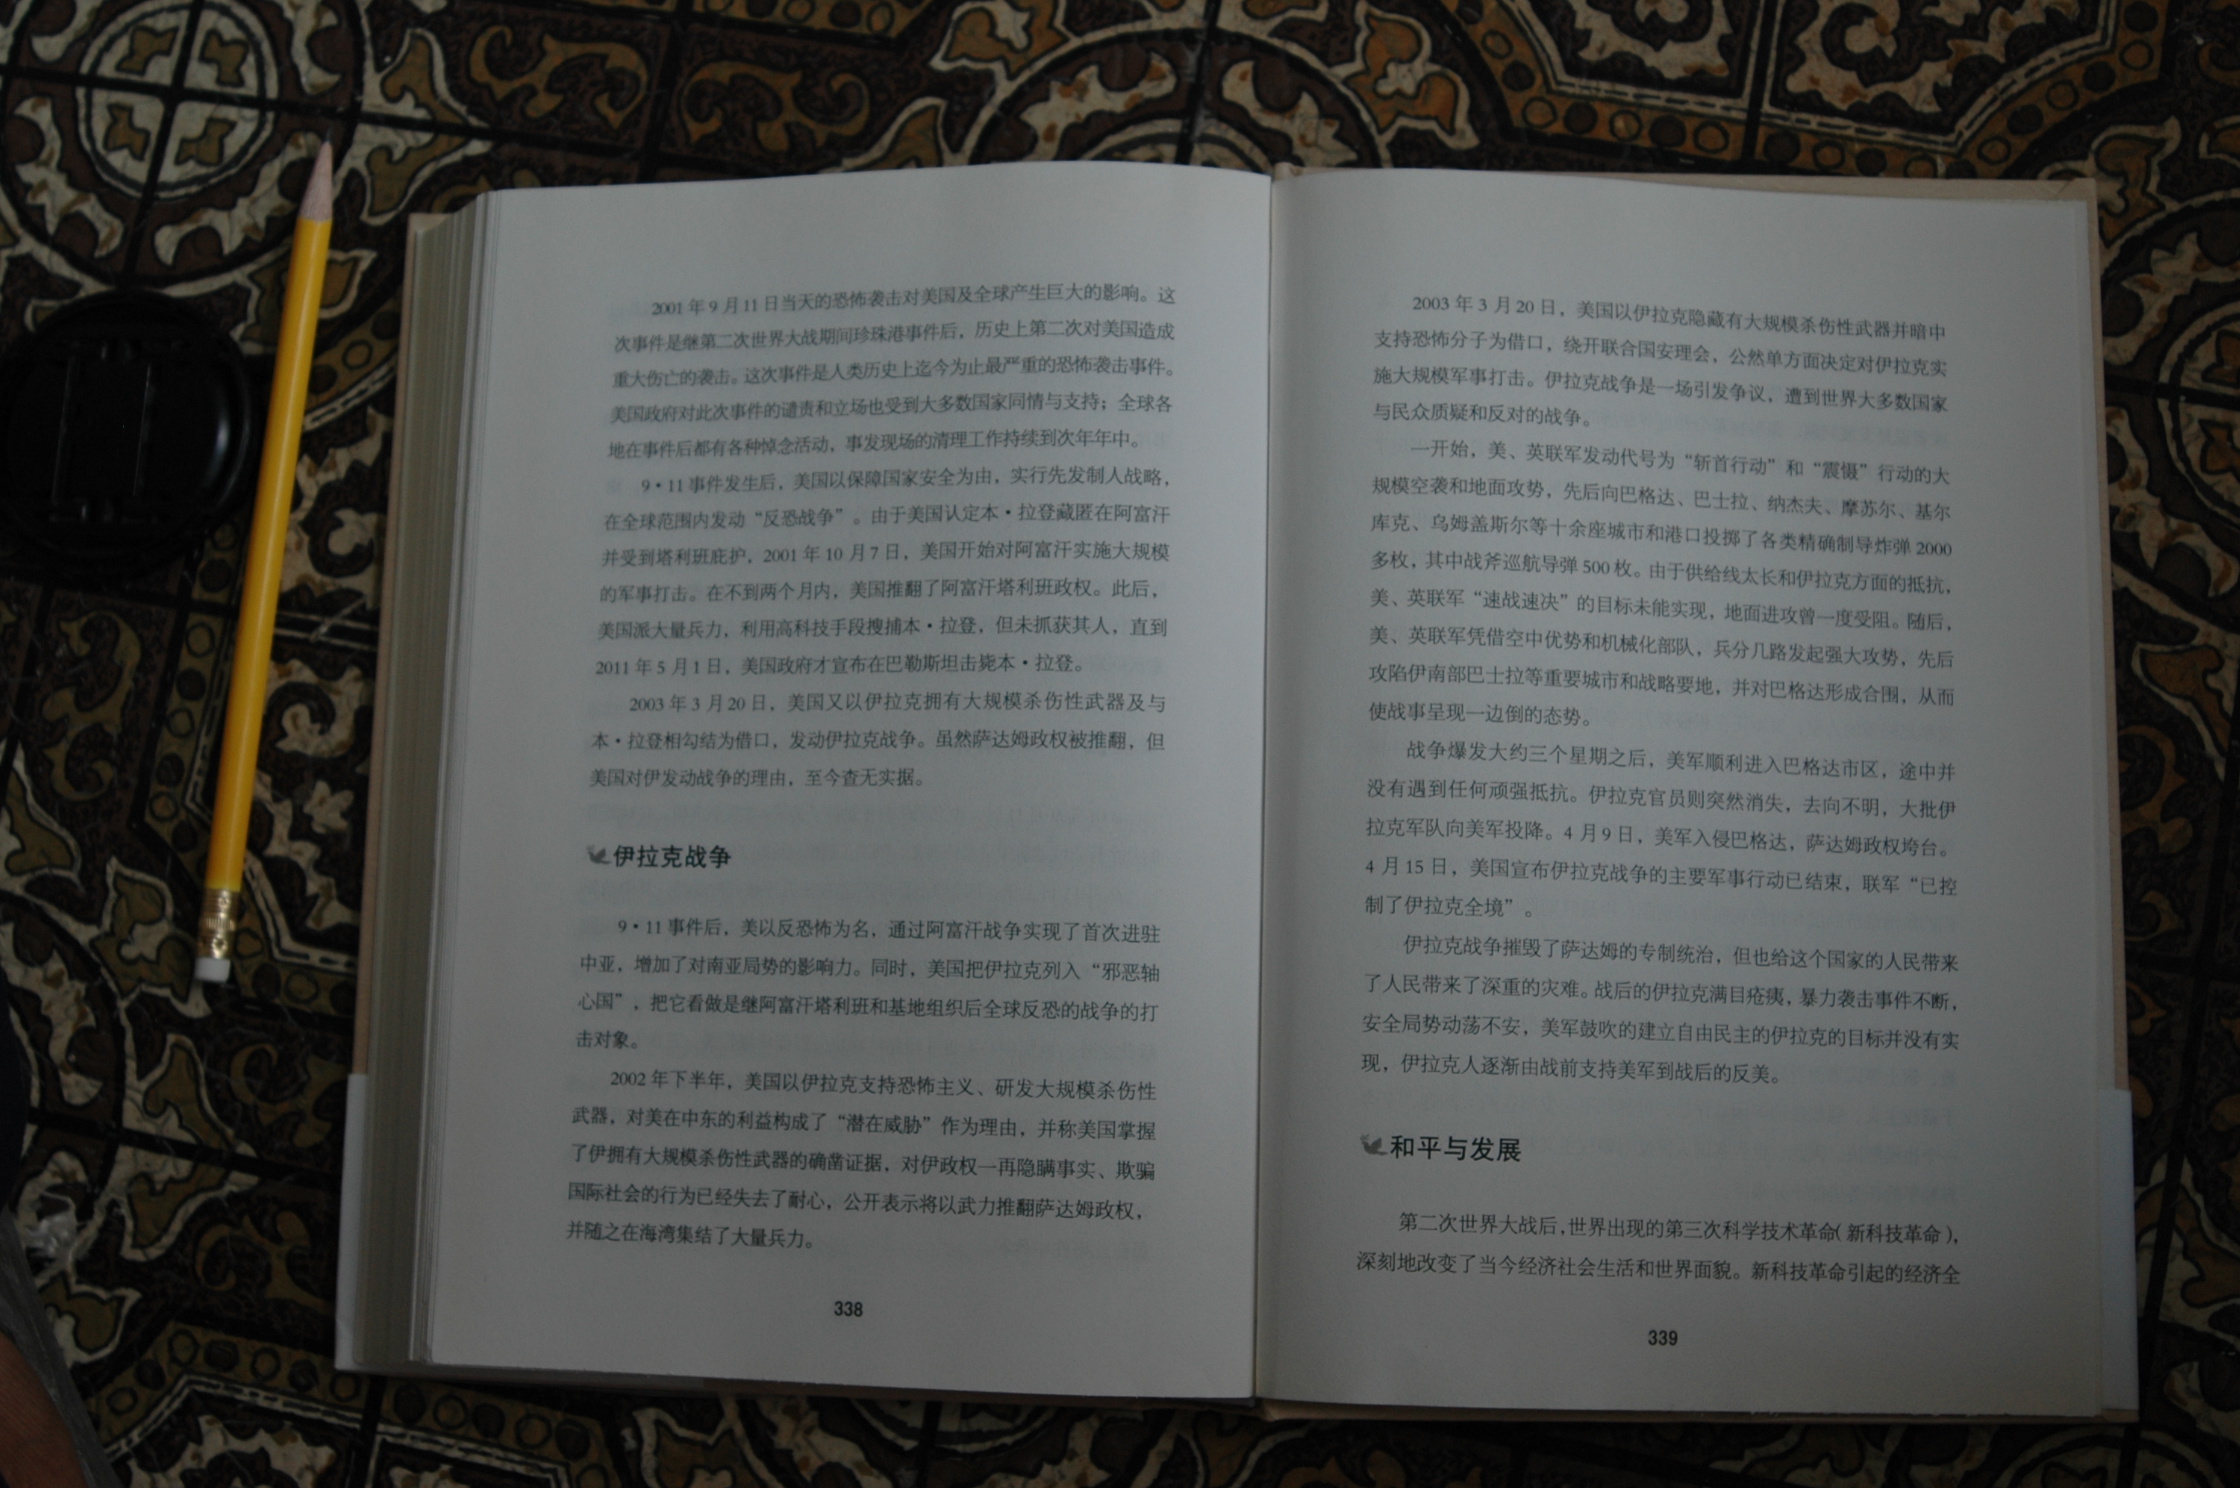 2001 年 9 月 11 日当天的恐怖袭击对美国及全球产生巨大的影响。这
次事件是继第二次世界大战期间珍珠港事件后，历史上第二次对美国造成
重大伤亡的袭击。这次事件是人类历史上迄今为止最严重的恐怖袭击事件。
美国政府对此次事件的谴责和立场也受到大多数国家同情与支持；全球各
地在事件后都有各种悼念活动，事发现场的清理工作持续到次年年中。
9·11 事件发生后，美国以保障国家安全为由，实行先发制人战略，
在全球范围内发动“反恐战争”。由于美国认定本·拉登藏匿在阿富汗
并受到塔利班庇护，2001 年 10 月 7 日，美国开始对阿富汗实施大规模
的军事打击。在不到两个月内，美国推翻了阿富汗塔利班政权。此后，
美国派大量兵力，利用高科技手段搜捕本·拉登，但未抓获其人，直到
2011 年 5 月 1 日，美国政府才宣布在巴勒斯坦击毙本·拉登。
2003 年 3 月 20 日，美国又以伊拉克拥有大规模杀伤性武器及与
本·拉登相勾结为借口，发动伊拉克战争。虽然萨达姆政权被推翻，但
美国对伊发动战争的理由，至今查无实据。
伊拉克战争
9·11 事件后，美以反恐怖为名，通过阿富汗战争实现了首次进驻
中亚，增加了对南亚局势的影响力。同时，美国把伊拉克列入“邪恶轴
心国”，把它看做是继阿富汗塔利班和基地组织后全球反恐的战争的打
击对象。
2002 年下半年，美国以伊拉克支持恐怖主义、研发大规模杀伤性
武器，对美在中东的利益构成了“潜在威胁”作为理由，并称美国掌握
了伊拥有大规模杀伤性武器的确凿证据，对伊政权一再隐瞒事实、欺骗
国际社会的行为已经失去了耐心，公开表示将以武力推翻萨达姆政权，
并随之在海湾集结了大量兵力。
338
2003 年 3 月 20 日，美国以伊拉克隐藏有大规模杀伤性武器并暗中
支持恐怖分子为借口，绕开联合国安理会，公然单方面决定对伊拉克实
施大规模军事打击。伊拉克战争是一场引发争议，遭到世界大多数国家
与民众质疑和反对的战争。
一开始，美、英联军发动代号为“斩首行动”和“震慑”行动的大
规模空袭和地面攻势，先后向巴格达、巴士拉、纳杰夫、摩苏尔、基尔
库克、乌姆盖斯尔等十余座城市和港口投掷了各类精确制导炸弹 2000
多枚，其中战斧巡航导弹 500 枚。由于供给线太长和伊拉克方面的抵抗，
美、英联军“速战速决”的目标未能实现，地面进攻曾一度受阻。随后，
美、英联军凭借空中优势和机械化部队，兵分几路发起强大攻势，先后
攻陷伊南部巴士拉等重要城市和战略要地，并对巴格达形成合围，从而
使战事呈现一边倒的态势。
战争爆发大约三个星期之后，美军顺利进入巴格达市区，途中并
没有遇到任何顽强抵抗。伊拉克官员则突然消失，去向不明，大批伊
拉克军队向美军投降。4 月 9 日，美军入侵巴格达，萨达姆政权垮台。
4 月 15 日，美国宣布伊拉克战争的主要军事行动已结束，联军“已控
制了伊拉克全境”。
伊拉克战争摧毁了萨达姆的专制统治，但也给这个国家的人民带来
了人民带来了深重的灾难。战后的伊拉克满目疮痍，暴力袭击事件不断，
安全局势动荡不安，美军鼓吹的建立自由民主的伊拉克的目标并没有实
现，伊拉克人逐渐由战前支持美军到战后的反美。
和平与发展
第二次世界大战后，世界出现的第三次科学技术革命（新科技革命），
深刻地改变了当今经济社会生活和世界面貌。新科技革命引起的经济全
339